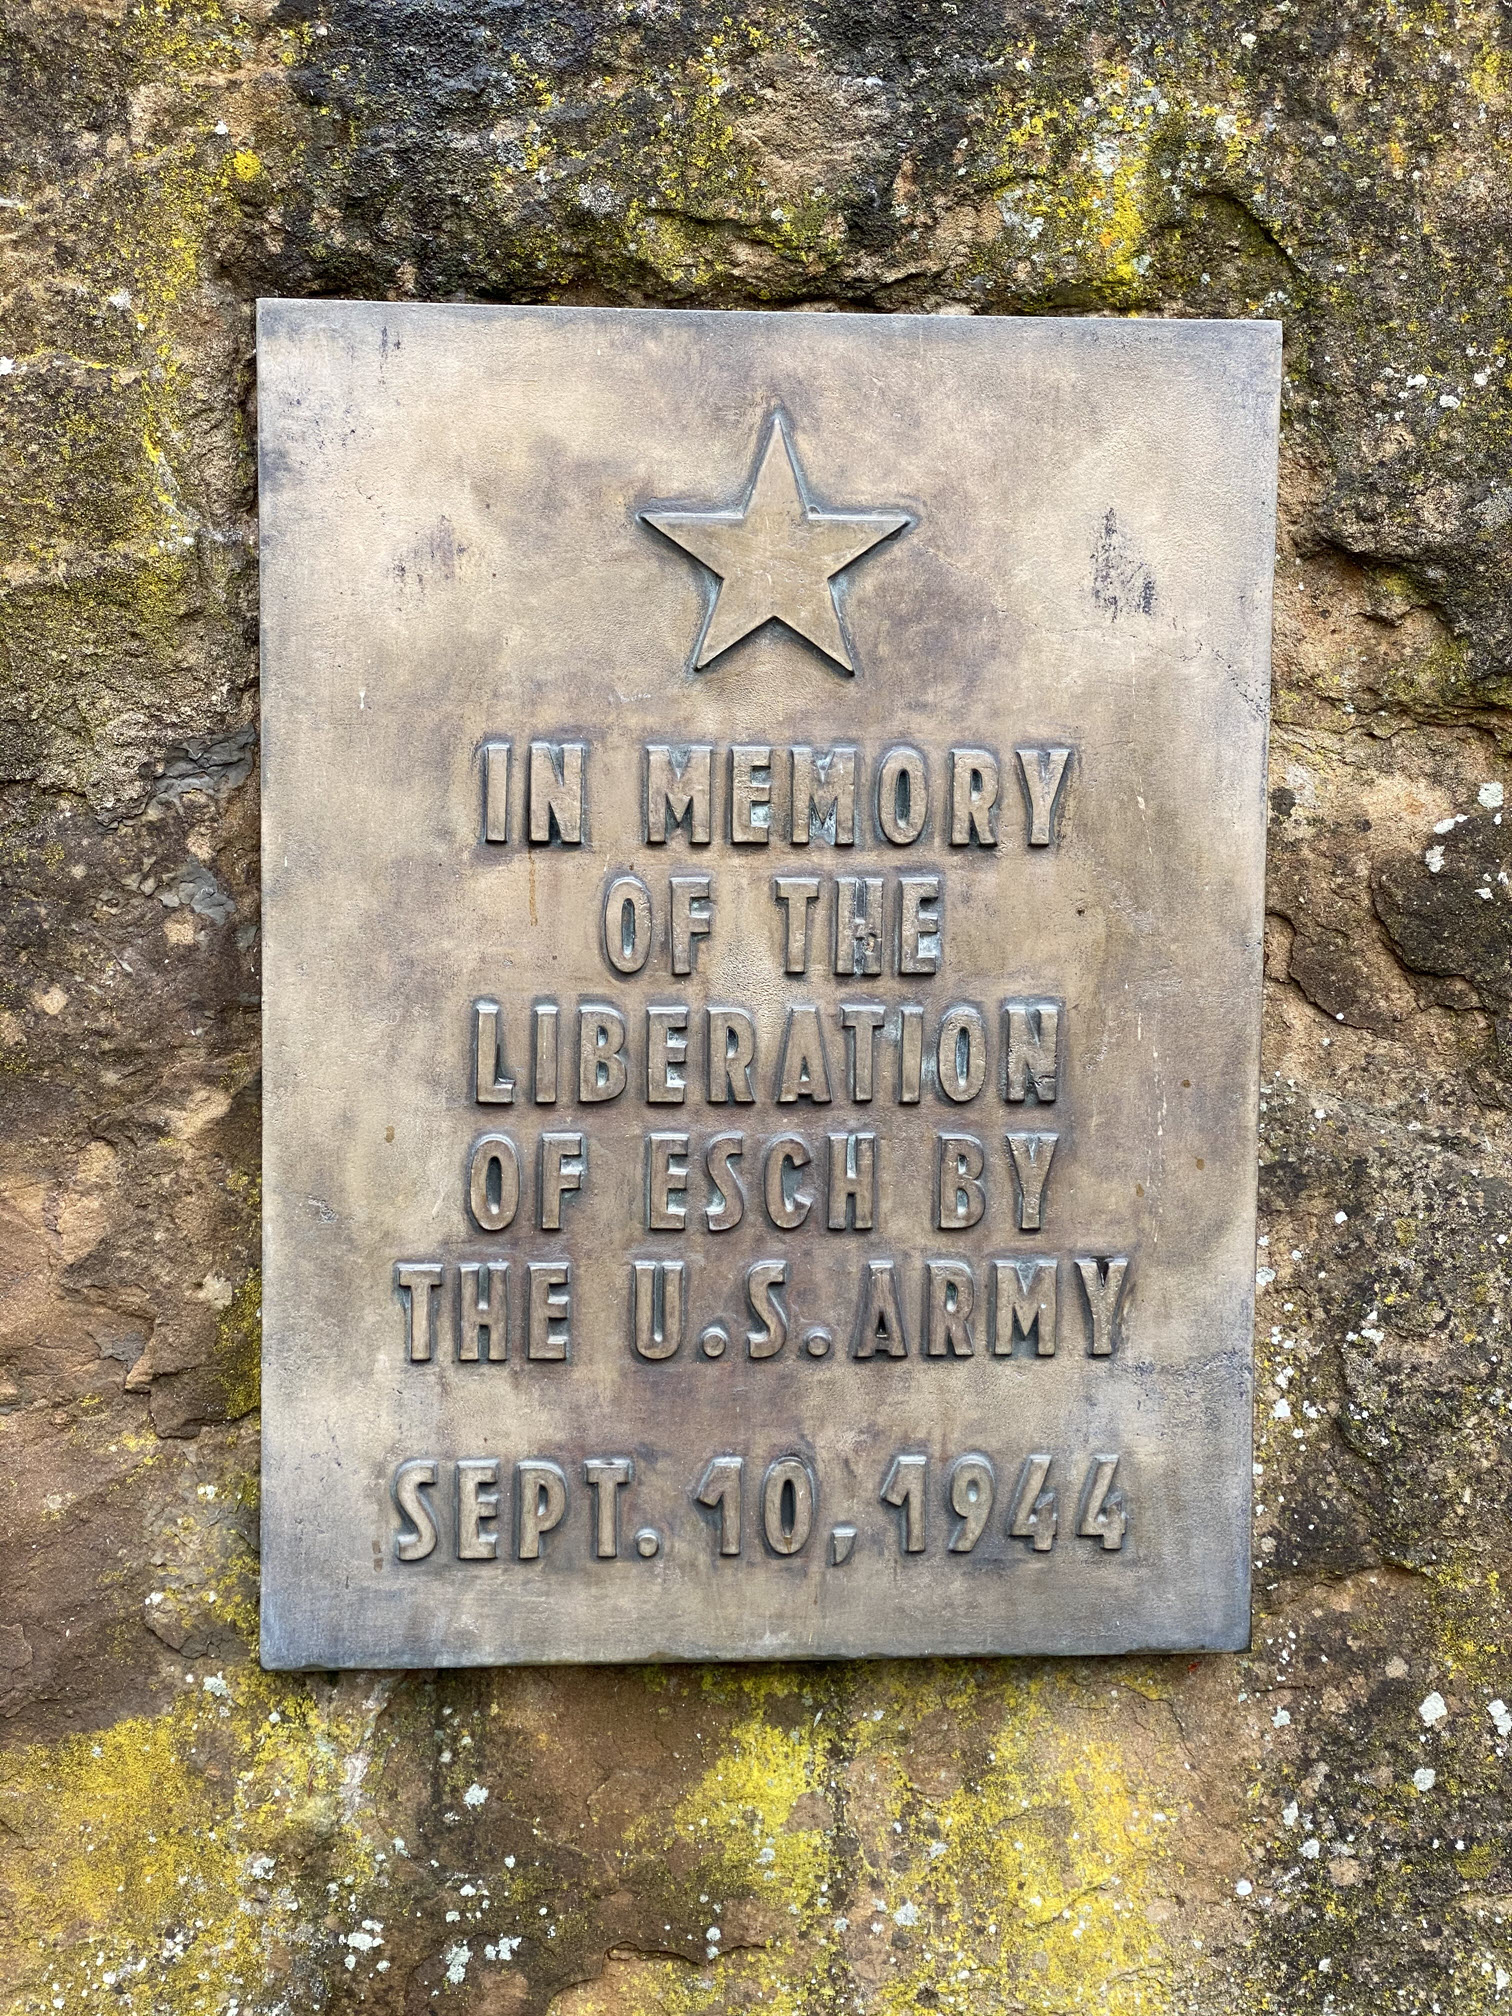 IN MEMORY
OF THE
LIBERATION
OF ESCH BY
THE U.S. ARMY
SEPT. 10, 1944